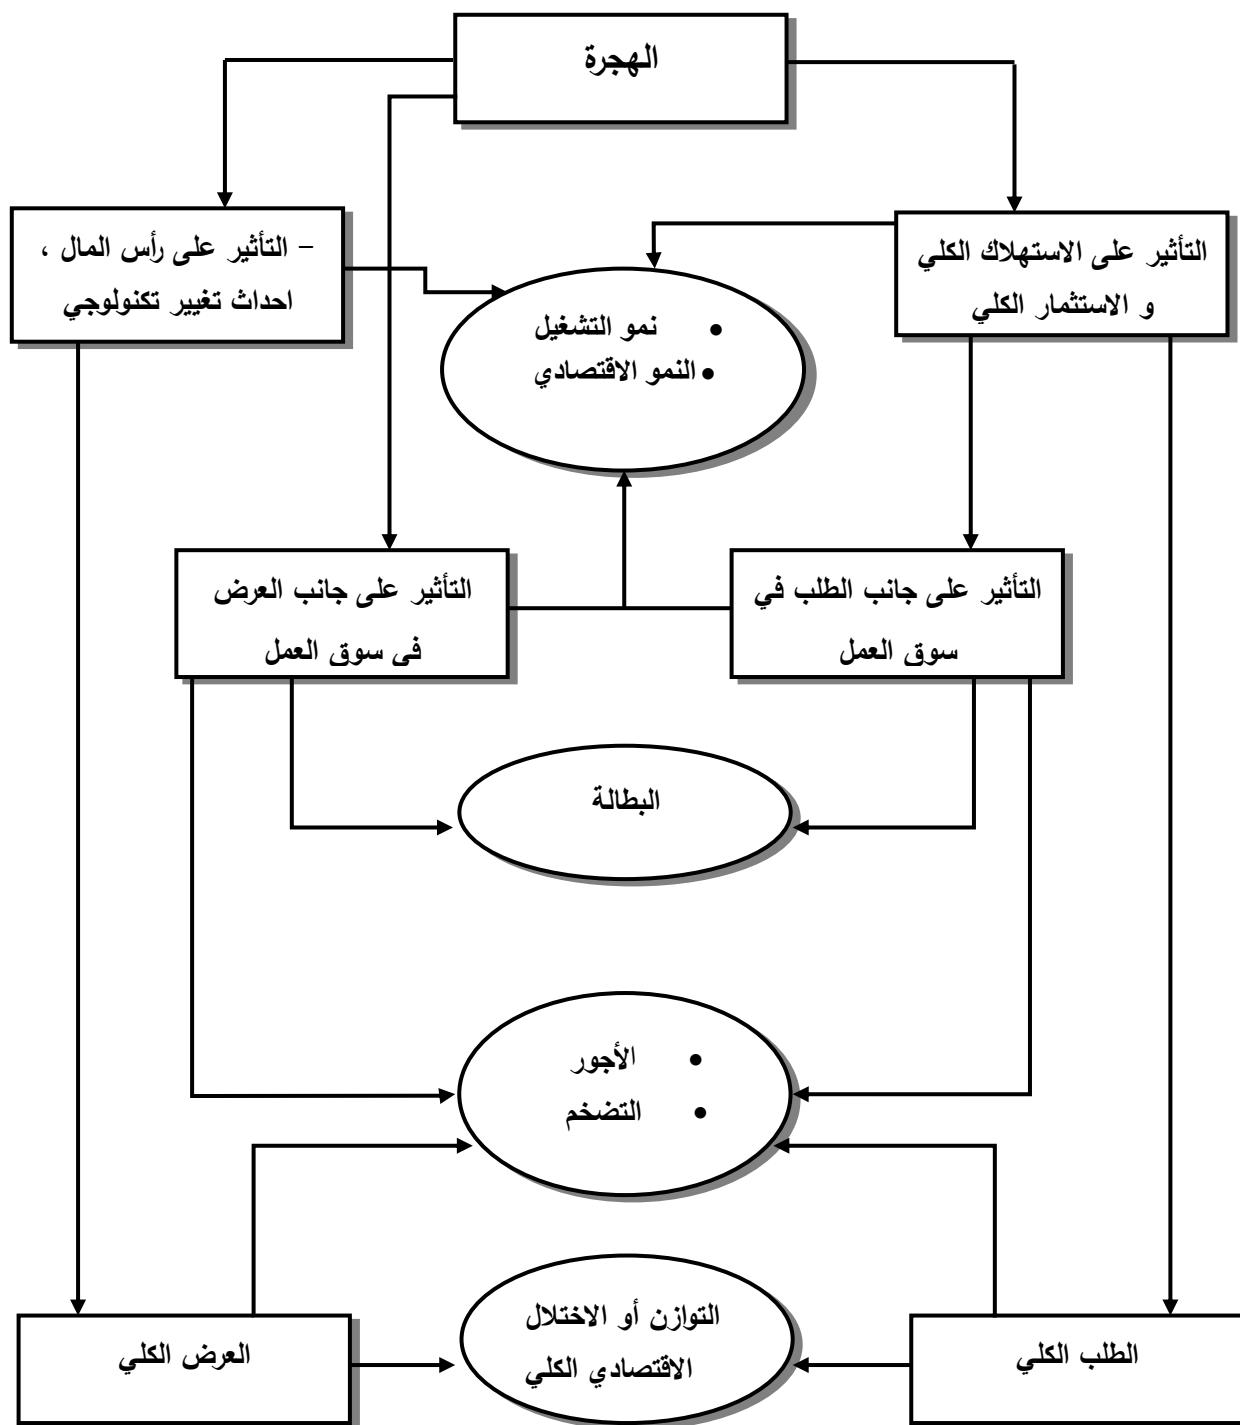 الهجرة
التأثير على الاستهلاك الكلي
و الاستثمار الكلي
– التأثير على رأس المال ،
احداث تغيير تكنولوجي
• نمو التشغيل
• النمو الاقتصادي
التأثير على جانب الطلب في
سوق العمل
التأثير على جانب العرض
في سوق العمل
البطالة
• الأجور
• التضخم
الطلب الكلي
التوازن أو الاختلال
الاقتصادي الكلي
العرض الكلي